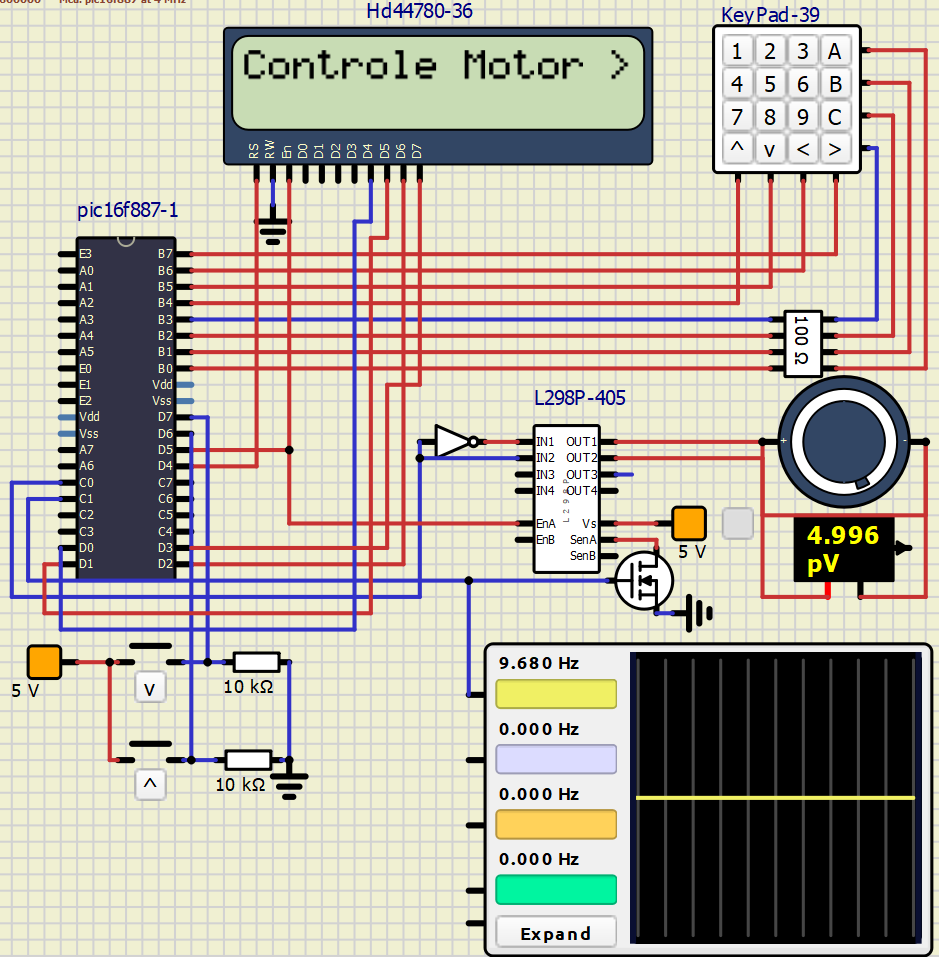 Mcu: pic16f887 at 4 MHz
Hd44780-36
KeyPad-39
Controle Motor >
1 2 3 A
4 5 6 B
7 8 9 C
^ v < >
RS RW En D0 D1 D2 D3 D4 D5 D6 D7
pic16f887-1
E3 B7
A0 B6
A1 B5
A2 B4
A3 B3
A4 B2
A5 B1
E0 B0
E1 Vdd
E2 Vss
Vdd D7
Vss D6
A7 D5
A6 D4
C0 C7
C1 C6
C2 C5
C3 C4
D0 D3
D1 D2
100 Ω
L298P-405
IN1 OUT1
IN2 OUT2
IN3 OUT3
IN4 OUT4
L298P
EnA Vs
EnB SenA
SenB
+ -
5 V
4.996
pV
5 V
v
10 kΩ
^
10 kΩ
9.680 Hz
0.000 Hz
0.000 Hz
0.000 Hz
Expand